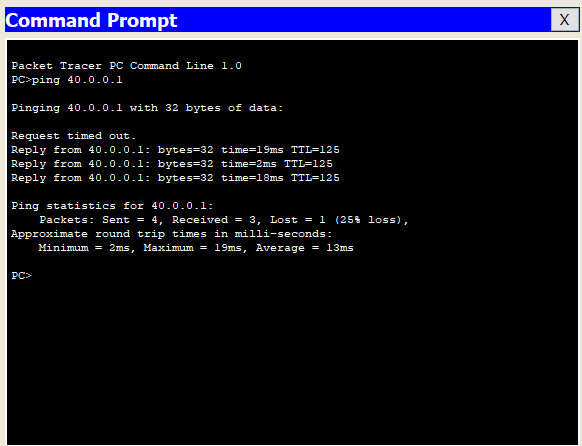 Command Prompt
X
Packet Tracer PC Command Line 1.0
PC>ping 40.0.0.1
Pinging 40.0.0.1 with 32 bytes of data:
Request timed out.
Reply from 40.0.0.1: bytes=32 time=19ms TTL=125
Reply from 40.0.0.1: bytes=32 time=2ms TTL=125
Reply from 40.0.0.1: bytes=32 time=18ms TTL=125
Ping statistics for 40.0.0.1:
Packets: Sent = 4, Received = 3, Lost = 1 (25% loss),
Approximate round trip times in milli-seconds:
Minimum = 2ms, Maximum = 19ms, Average = 13ms
PC>